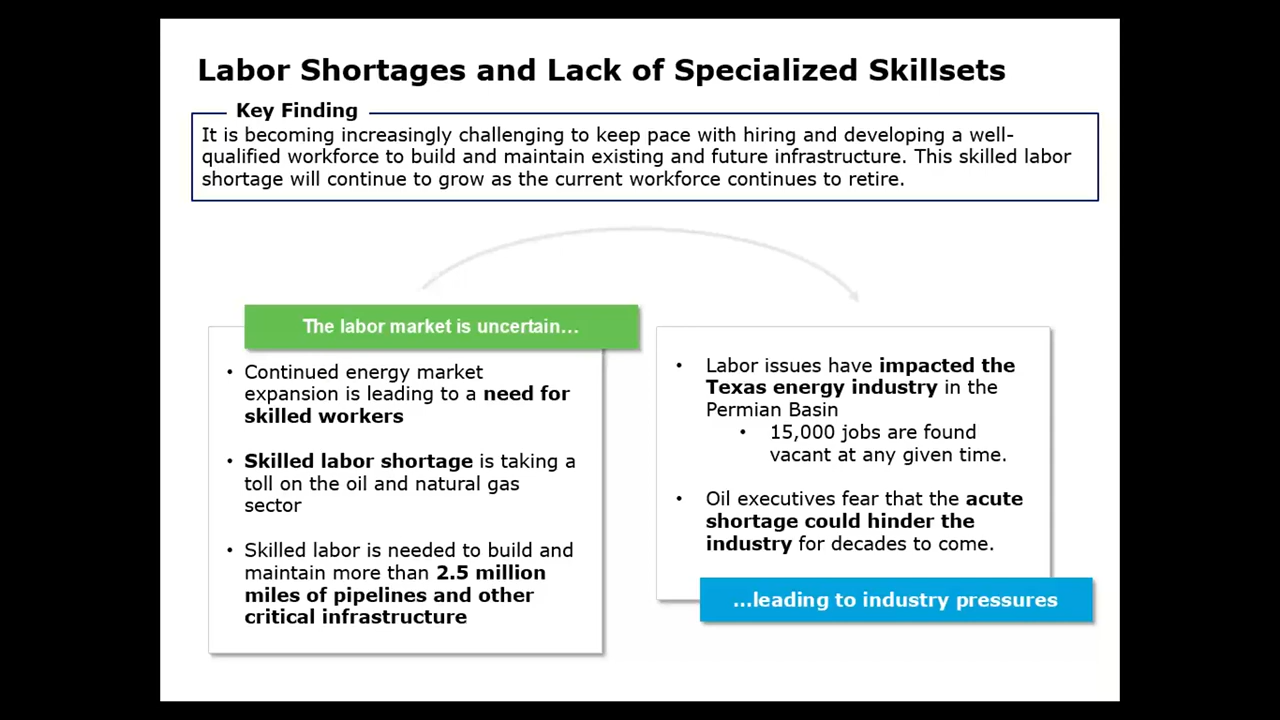 Labor Shortages and Lack of Specialized Skillsets
Key Finding
It is becoming increasingly challenging to keep pace with hiring and developing a well-
qualified workforce to build and maintain existing and future infrastructure. This skilled labor
shortage will continue to grow as the current workforce continues to retire.
The labor market is uncertain…
• Continued energy market
expansion is leading to a need for
skilled workers
• Skilled labor shortage is taking a
toll on the oil and natural gas
sector
• Skilled labor is needed to build and
maintain more than 2.5 million
miles of pipelines and other
critical infrastructure
• Labor issues have impacted the
Texas energy industry in the
Permian Basin
• 15,000 jobs are found
vacant at any given time.
• Oil executives fear that the acute
shortage could hinder the
industry for decades to come.
…leading to industry pressures